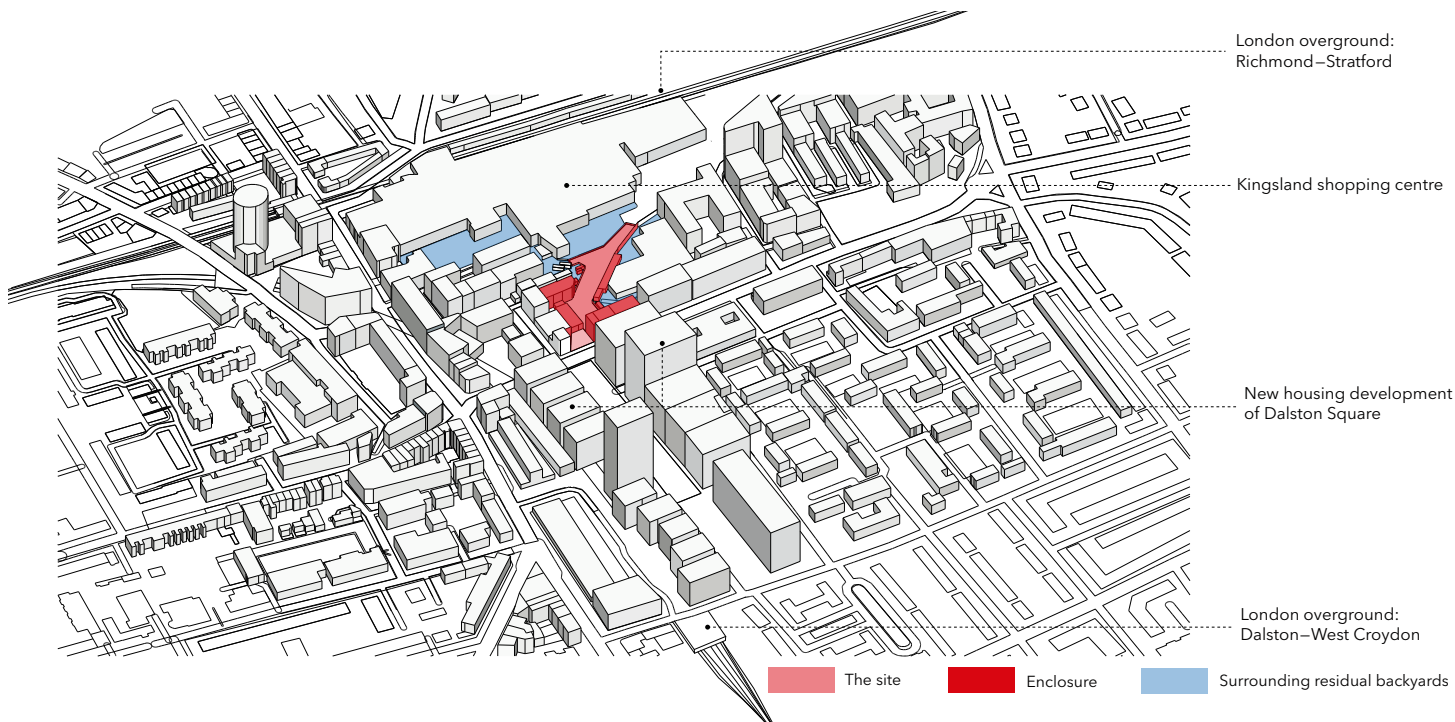 London overground:
Richmond–Stratford
Kingsland shopping centre
New housing development
of Dalston Square
London overground:
Dalston–West Croydon
The site
Enclosure
Surrounding residual backyards